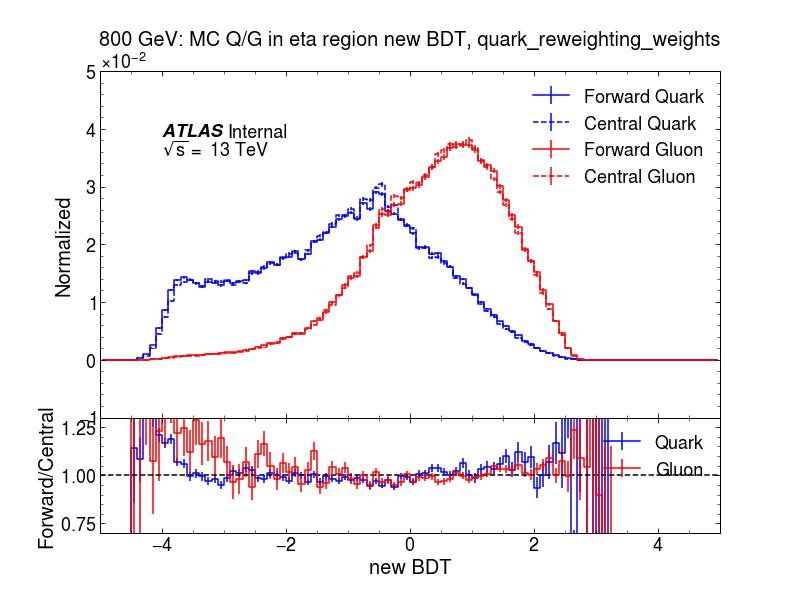 800 GeV: MC Q/G in eta region new BDT, quark_reweighting_weights
×10⁻²
5
4
3
2
1
0
1
Normalized
ATLAS Internal
√s = 13 TeV
Forward Quark
Central Quark
Forward Gluon
Central Gluon
1.25
1.00
0.75
Forward/Central
Quark
Gluon
−4 −2 0 2 4
new BDT